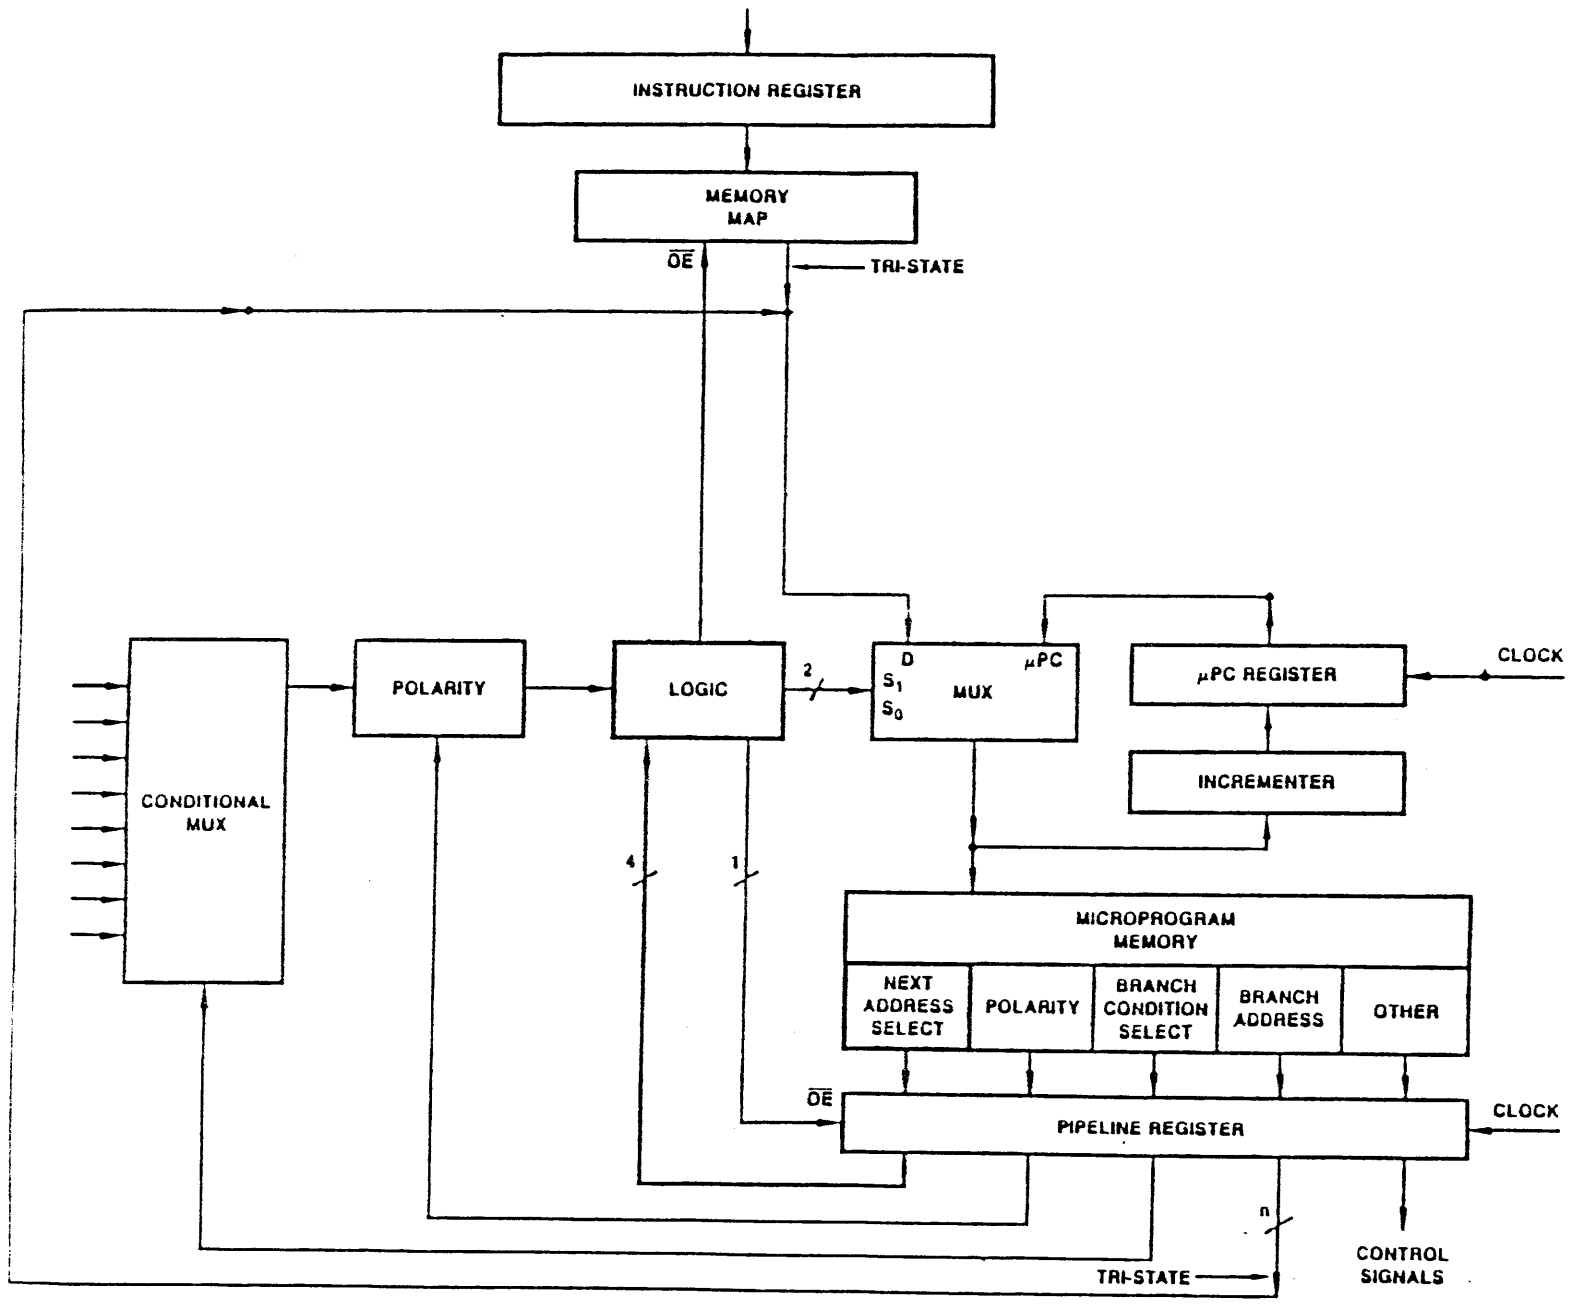 INSTRUCTION REGISTER
MEMORY
MAP
OE
TRI-STATE
CONDITIONAL
MUX
POLARITY
LOGIC
2
D
μPC
S1
S0
MUX
μPC REGISTER
CLOCK
INCREMENTER
4
1
MICROPROGRAM
MEMORY
NEXT
ADDRESS
SELECT
POLARITY
BRANCH
CONDITION
SELECT
BRANCH
ADDRESS
OTHER
OE
PIPELINE REGISTER
CLOCK
n
TRI-STATE
CONTROL
SIGNALS